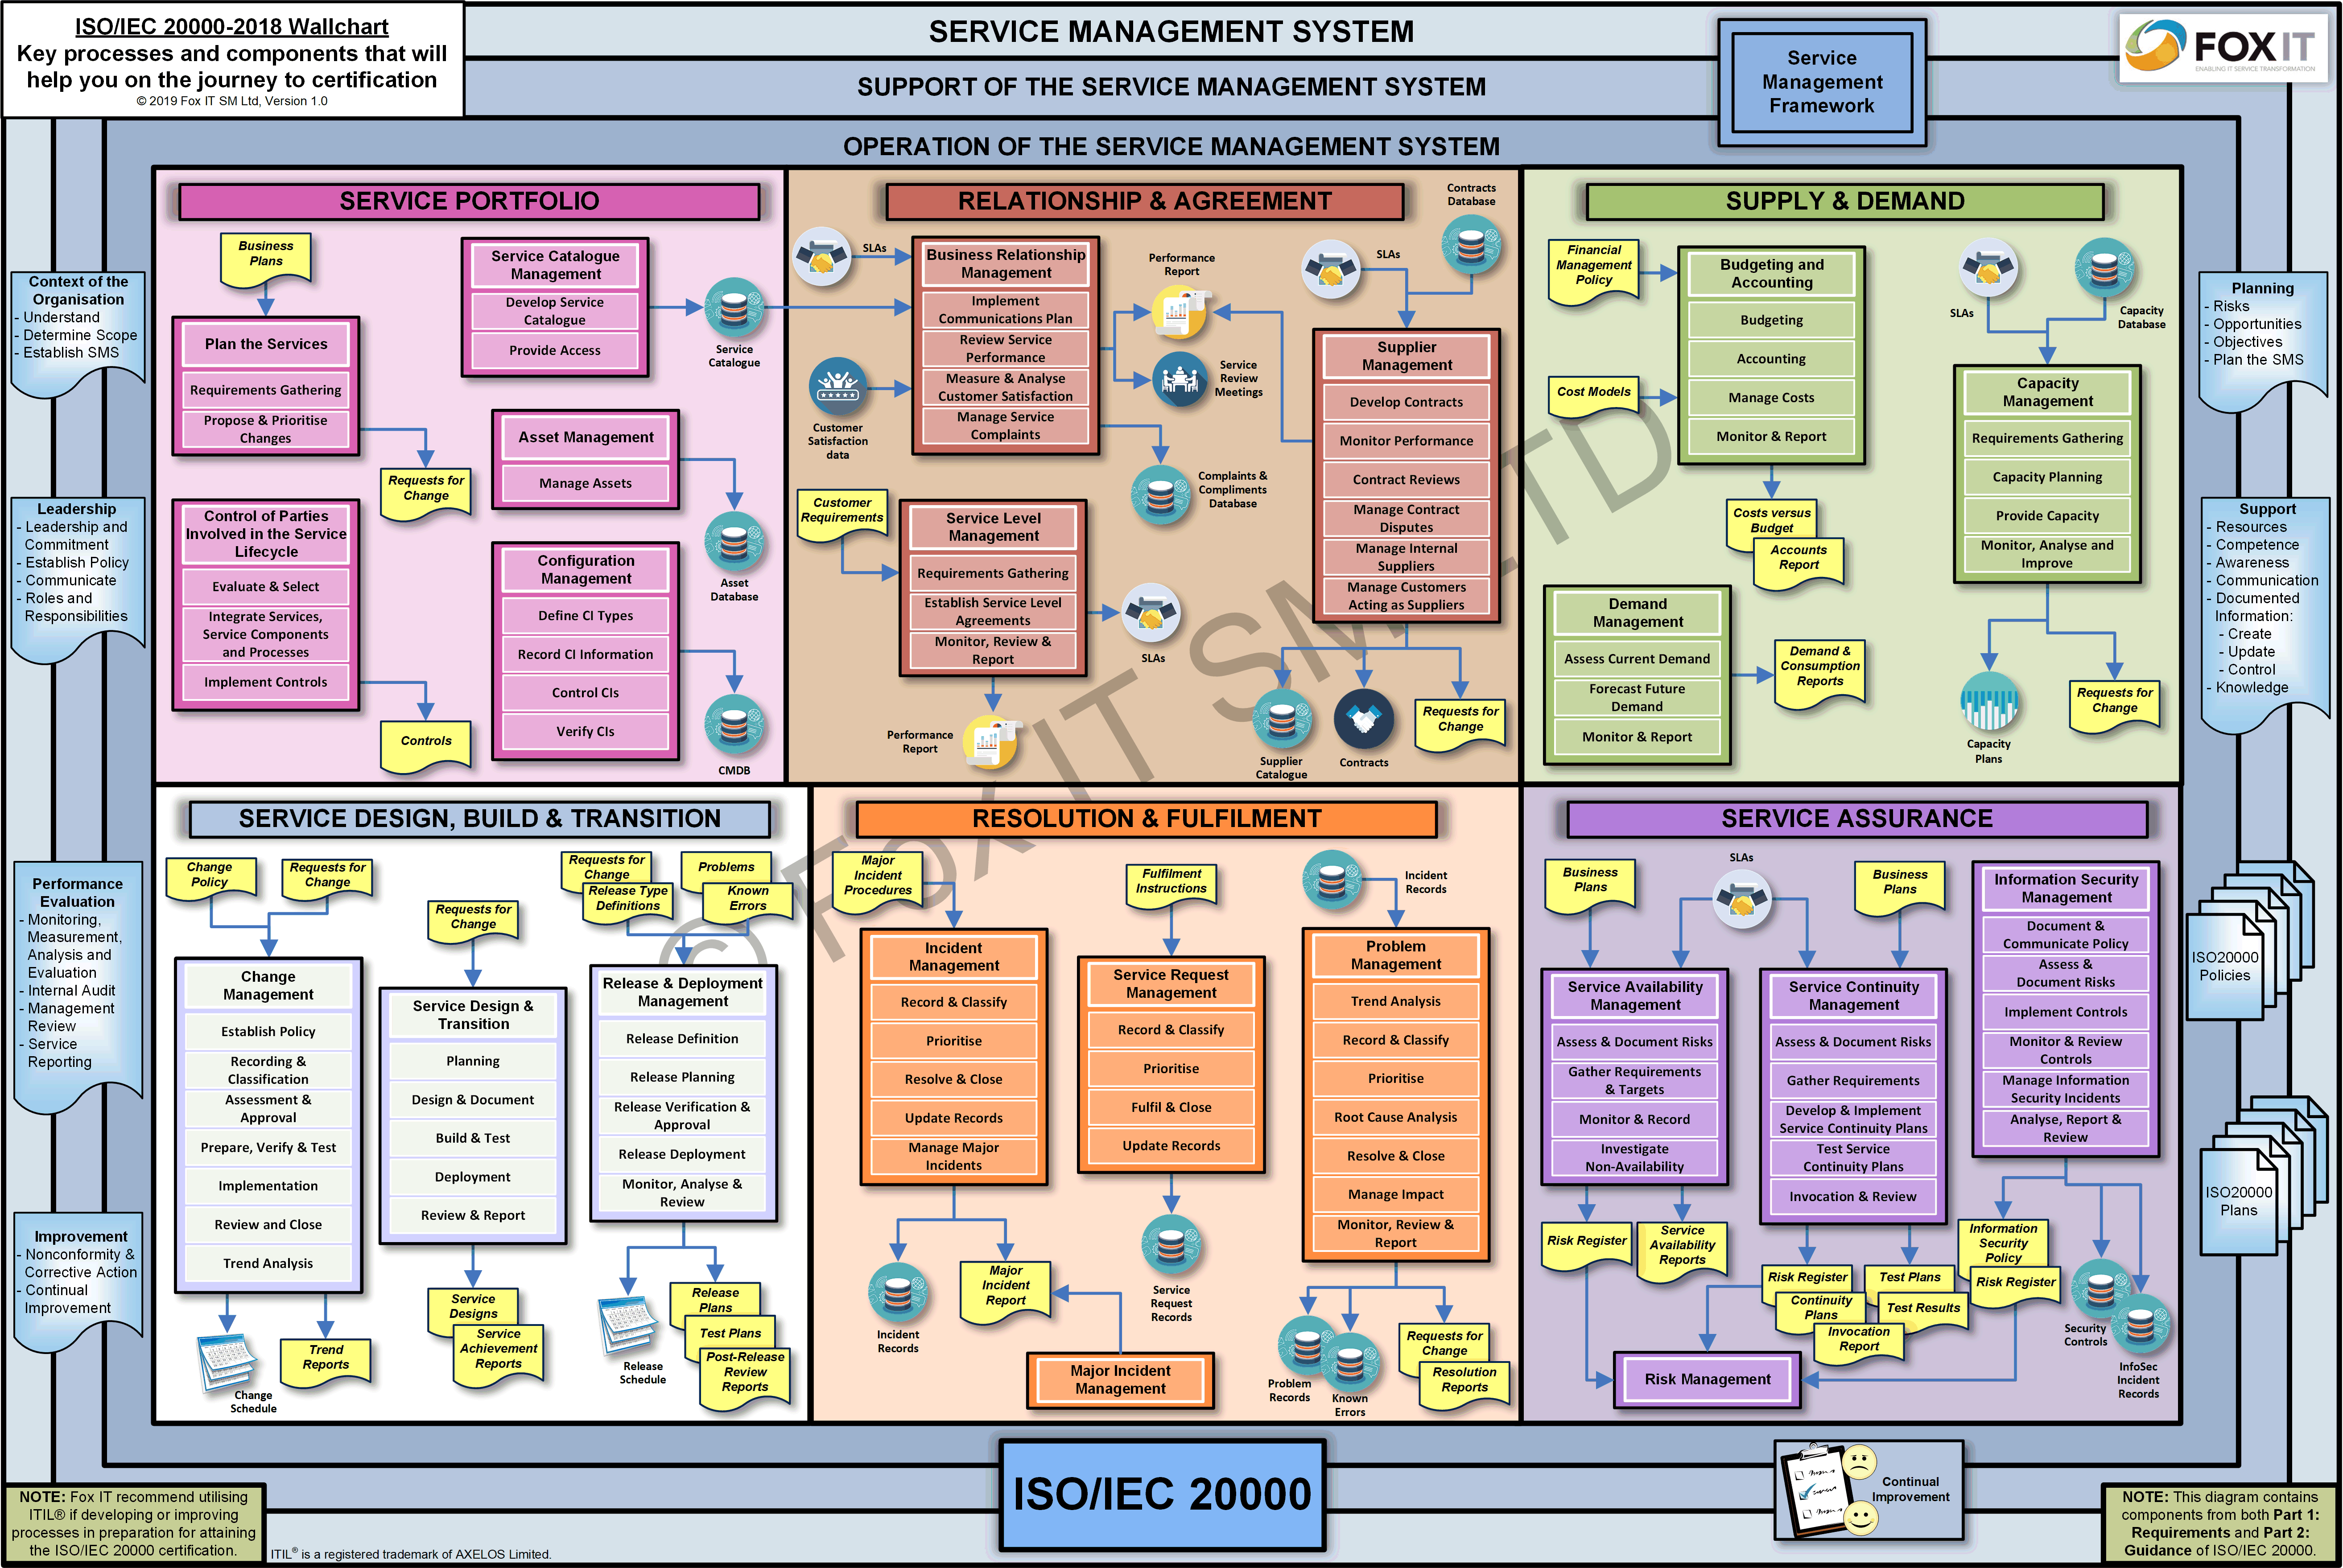 ISO/IEC 20000-2018 Wallchart
Key processes and components that will
help you on the journey to certification
© 2019 Fox IT SM Ltd, Version 1.0
SERVICE MANAGEMENT SYSTEM
SUPPORT OF THE SERVICE MANAGEMENT SYSTEM
OPERATION OF THE SERVICE MANAGEMENT SYSTEM
Service
Management
Framework
FOX IT
ENABLING IT SERVICE TRANSFORMATION
Context of the
Organisation
- Understand
- Determine Scope
- Establish SMS
Leadership
- Leadership and
Commitment
- Establish Policy
- Communicate
- Roles and
Responsibilities
Performance
Evaluation
- Monitoring,
Measurement,
Analysis and
Evaluation
- Internal Audit
- Management
Review
- Service
Reporting
Improvement
- Nonconformity &
Corrective Action
- Continual
Improvement
SERVICE PORTFOLIO
Business
Plans
Plan the Services
Requirements Gathering
Propose & Prioritise
Changes
Requests for
Change
Control of Parties
Involved in the Service
Lifecycle
Evaluate & Select
Integrate Services,
Service Components
and Processes
Implement Controls
Controls
Service Catalogue
Management
Develop Service
Catalogue
Provide Access
Service
Catalogue
Asset Management
Manage Assets
Asset
Database
Configuration
Management
Define CI Types
Record CI Information
Control CIs
Verify CIs
CMDB
RELATIONSHIP & AGREEMENT
SLAs
Business Relationship
Management
Implement
Communications Plan
Review Service
Performance
Measure & Analyse
Customer Satisfaction
Manage Service
Complaints
Customer
Satisfaction
data
Performance
Report
Service
Review
Meetings
Complaints &
Compliments
Database
Customer
Requirements
Service Level
Management
Requirements Gathering
Establish Service Level
Agreements
Monitor, Review &
Report
SLAs
Performance
Report
Contracts
Database
SLAs
Supplier
Management
Develop Contracts
Monitor Performance
Contract Reviews
Manage Contract
Disputes
Manage Internal
Suppliers
Manage Customers
Acting as Suppliers
Supplier
Catalogue
Contracts
Requests for
Change
SUPPLY & DEMAND
Financial
Management
Policy
Cost Models
Budgeting and
Accounting
Budgeting
Accounting
Manage Costs
Monitor & Report
Costs versus
Budget
Accounts
Report
Demand
Management
Assess Current Demand
Forecast Future
Demand
Monitor & Report
Demand &
Consumption
Reports
SLAs
Capacity
Database
Capacity
Management
Requirements Gathering
Capacity Planning
Provide Capacity
Monitor, Analyse and
Improve
Capacity
Plans
Requests for
Change
Planning
- Risks
- Opportunities
- Objectives
- Plan the SMS
Support
- Resources
- Competence
- Awareness
- Communication
- Documented
Information:
- Create
- Update
- Control
- Knowledge
ISO20000
Policies
ISO20000
Plans
SERVICE DESIGN, BUILD & TRANSITION
Change
Policy
Requests for
Change
Change
Management
Establish Policy
Recording &
Classification
Assessment &
Approval
Prepare, Verify & Test
Implementation
Review and Close
Trend Analysis
Change
Schedule
Trend
Reports
Requests for
Change
Service Design &
Transition
Planning
Design & Document
Build & Test
Deployment
Review & Report
Service
Designs
Service
Achievement
Reports
Requests for
Change
Release Type
Definitions
Problems
Known
Errors
Release & Deployment
Management
Release Definition
Release Planning
Release Verification &
Approval
Release Deployment
Monitor, Analyse &
Review
Release
Schedule
Release
Plans
Test Plans
Post-Release
Review
Reports
RESOLUTION & FULFILMENT
Major
Incident
Procedures
Incident
Management
Record & Classify
Prioritise
Resolve & Close
Update Records
Manage Major
Incidents
Incident
Records
Major
Incident
Report
Major Incident
Management
Fulfilment
Instructions
Service Request
Management
Record & Classify
Prioritise
Fulfil & Close
Update Records
Service
Request
Records
Incident
Records
Problem
Management
Trend Analysis
Record & Classify
Prioritise
Root Cause Analysis
Resolve & Close
Manage Impact
Monitor, Review &
Report
Problem
Records
Known
Errors
Requests for
Change
Resolution
Reports
SERVICE ASSURANCE
Business
Plans
SLAs
Business
Plans
Service Availability
Management
Assess & Document Risks
Gather Requirements
& Targets
Monitor & Record
Investigate
Non-Availability
Risk Register
Service
Availability
Reports
Service Continuity
Management
Assess & Document Risks
Gather Requirements
Develop & Implement
Service Continuity Plans
Test Service
Continuity Plans
Invocation & Review
Risk Register
Continuity
Plans
Invocation
Report
Test Plans
Test Results
Information Security
Management
Document &
Communicate Policy
Assess &
Document Risks
Implement Controls
Monitor & Review
Controls
Manage Information
Security Incidents
Analyse, Report &
Review
Information
Security
Policy
Risk Register
Security
Controls
InfoSec
Incident
Records
Risk Management
© FOXIT SM LTD
ISO/IEC 20000
Continual
Improvement
NOTE: Fox IT recommend utilising
ITIL® if developing or improving
processes in preparation for attaining
the ISO/IEC 20000 certification.
ITIL® is a registered trademark of AXELOS Limited.
NOTE: This diagram contains
components from both Part 1:
Requirements and Part 2:
Guidance of ISO/IEC 20000.